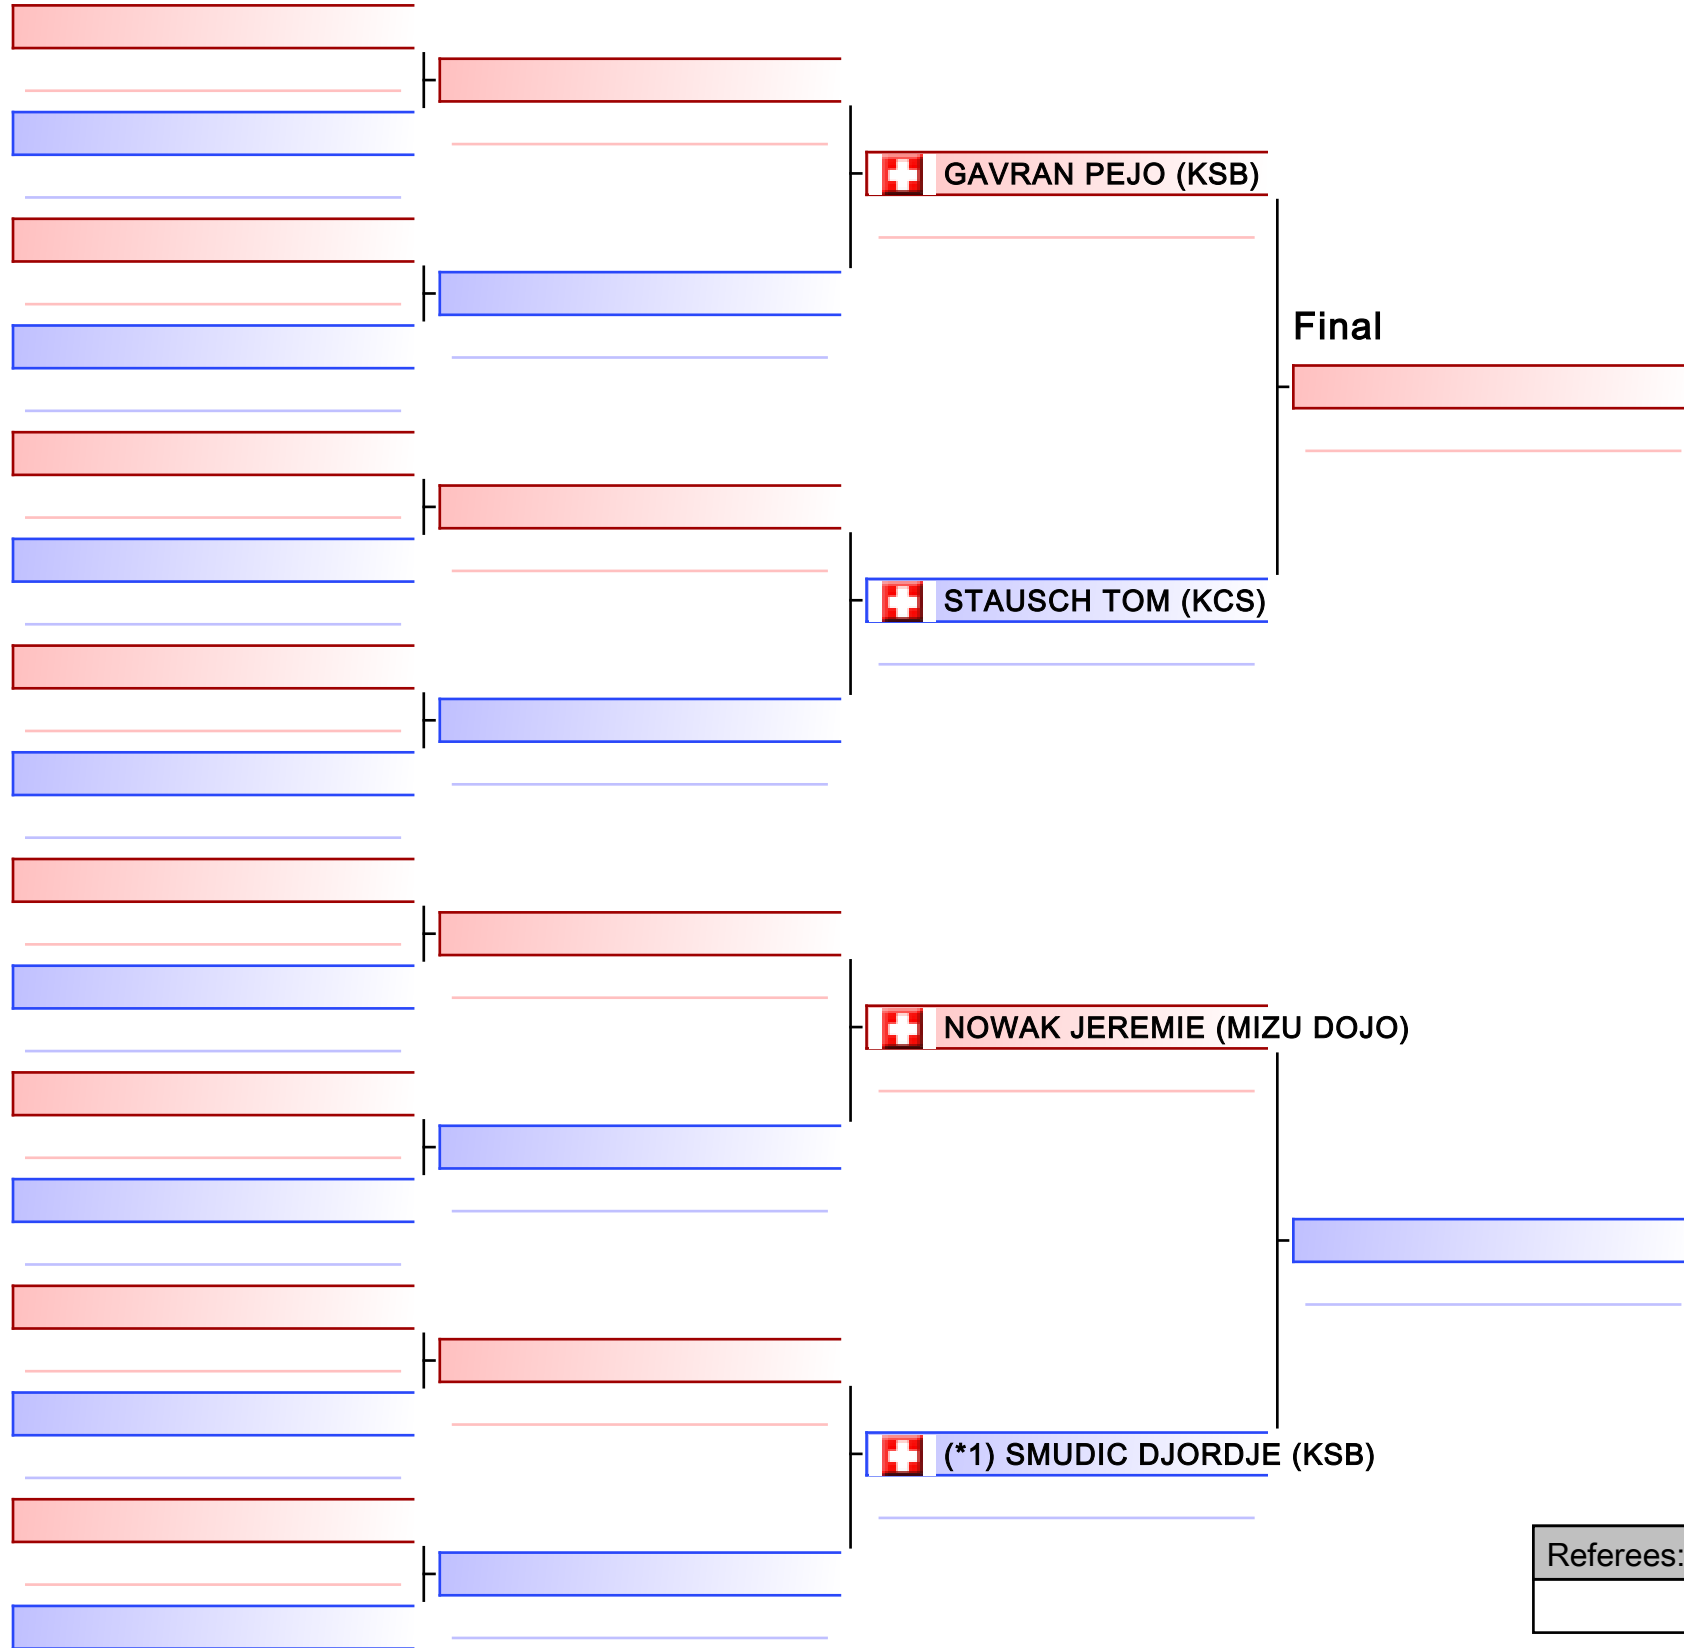 GAVRAN PEJO (KSB)
Final
STAUSCH TOM (KCS)
NOWAK JEREMIE (MIZU DOJO)
(*1) SMUDIC DJORDJE (KSB)
Referees: